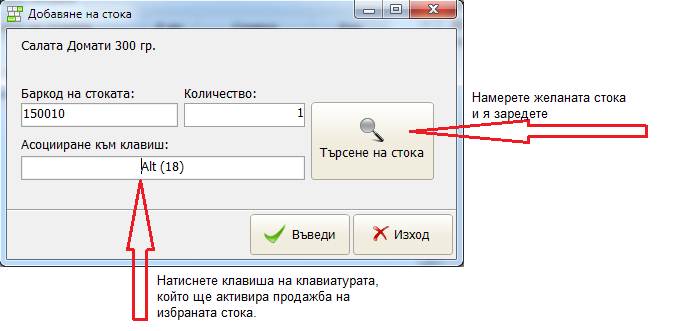 Добавяне на стока
Салата Домати 300 гр.
Баркод на стоката:
Количество:
150010
1
Търсене на стока
Асоцииране към клавиш:
Alt (18)
Въведи
Изход
Намерете желаната стока
и я заредете
Натиснете клавиша на клавиатурата,
който ще активира продажба на
избраната стока.